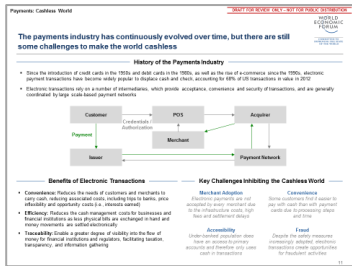 Payments: Cashless World
DRAFT FOR REVIEW ONLY – NOT FOR PUBLIC DISTRIBUTION
WORLD
ECONOMIC
FORUM
The payments industry has continuously evolved over time, but there are still
some challenges to make the world cashless
History of the Payments Industry
• Since the introduction of credit cards in the 1950s and debit cards in the 1980s, as well as the rise of e-commerce since the 1990s, electronic
payment transactions have become widely popular to displace cash and check, accounting for 68% of US transactions in value in 2012
• Electronic transactions rely on a number of intermediaries, which provide acceptance, convenience and security of transactions, and are generally
coordinated by large scale-based payment networks
Customer
POS
Acquirer
Credentials /
Authorization
Payment
Merchant
Issuer
Payment Network
Benefits of Electronic Transactions
• Convenience: Reduces the needs of customers and merchants to
carry cash, reducing associated costs, including trips to banks, price
inflexibility and opportunity costs (i.e., interests earned)
• Efficiency: Reduces the cash management costs for businesses and
financial institutions as less physical bills are exchanged in hand and
money movements are settled electronically
• Traceability: Enable a greater degree of visibility into the flow of
money for financial institutions and regulators, facilitating taxation,
transparency, and information gathering
Key Challenges Inhibiting the Cashless World
Merchant Adoption
Electronic payments are not
accepted by every merchant due
to the infrastructure costs, high
fees and settlement delays
Convenience
Some customers find it easier to
pay with cash than with payment
cards due to processing steps
and time
Accessibility
Under-banked population does
not have access to primary
accounts and therefore only uses
cash in transactions
Fraud
Despite the safety measures
increasingly adopted, electronic
transactions create opportunities
for fraudulent activities